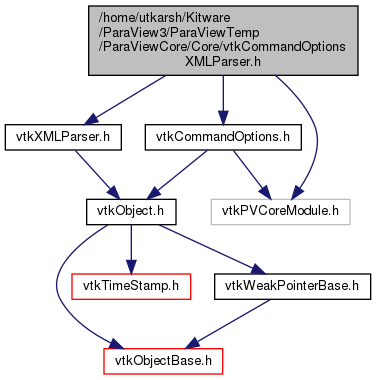 /home/utkarsh/Kitware
/ParaView3/ParaViewTemp
/ParaViewCore/Core/vtkCommandOptions
XMLParser.h
vtkXMLParser.h
vtkCommandOptions.h
vtkObject.h
vtkPVCoreModule.h
vtkTimeStamp.h
vtkWeakPointerBase.h
vtkObjectBase.h